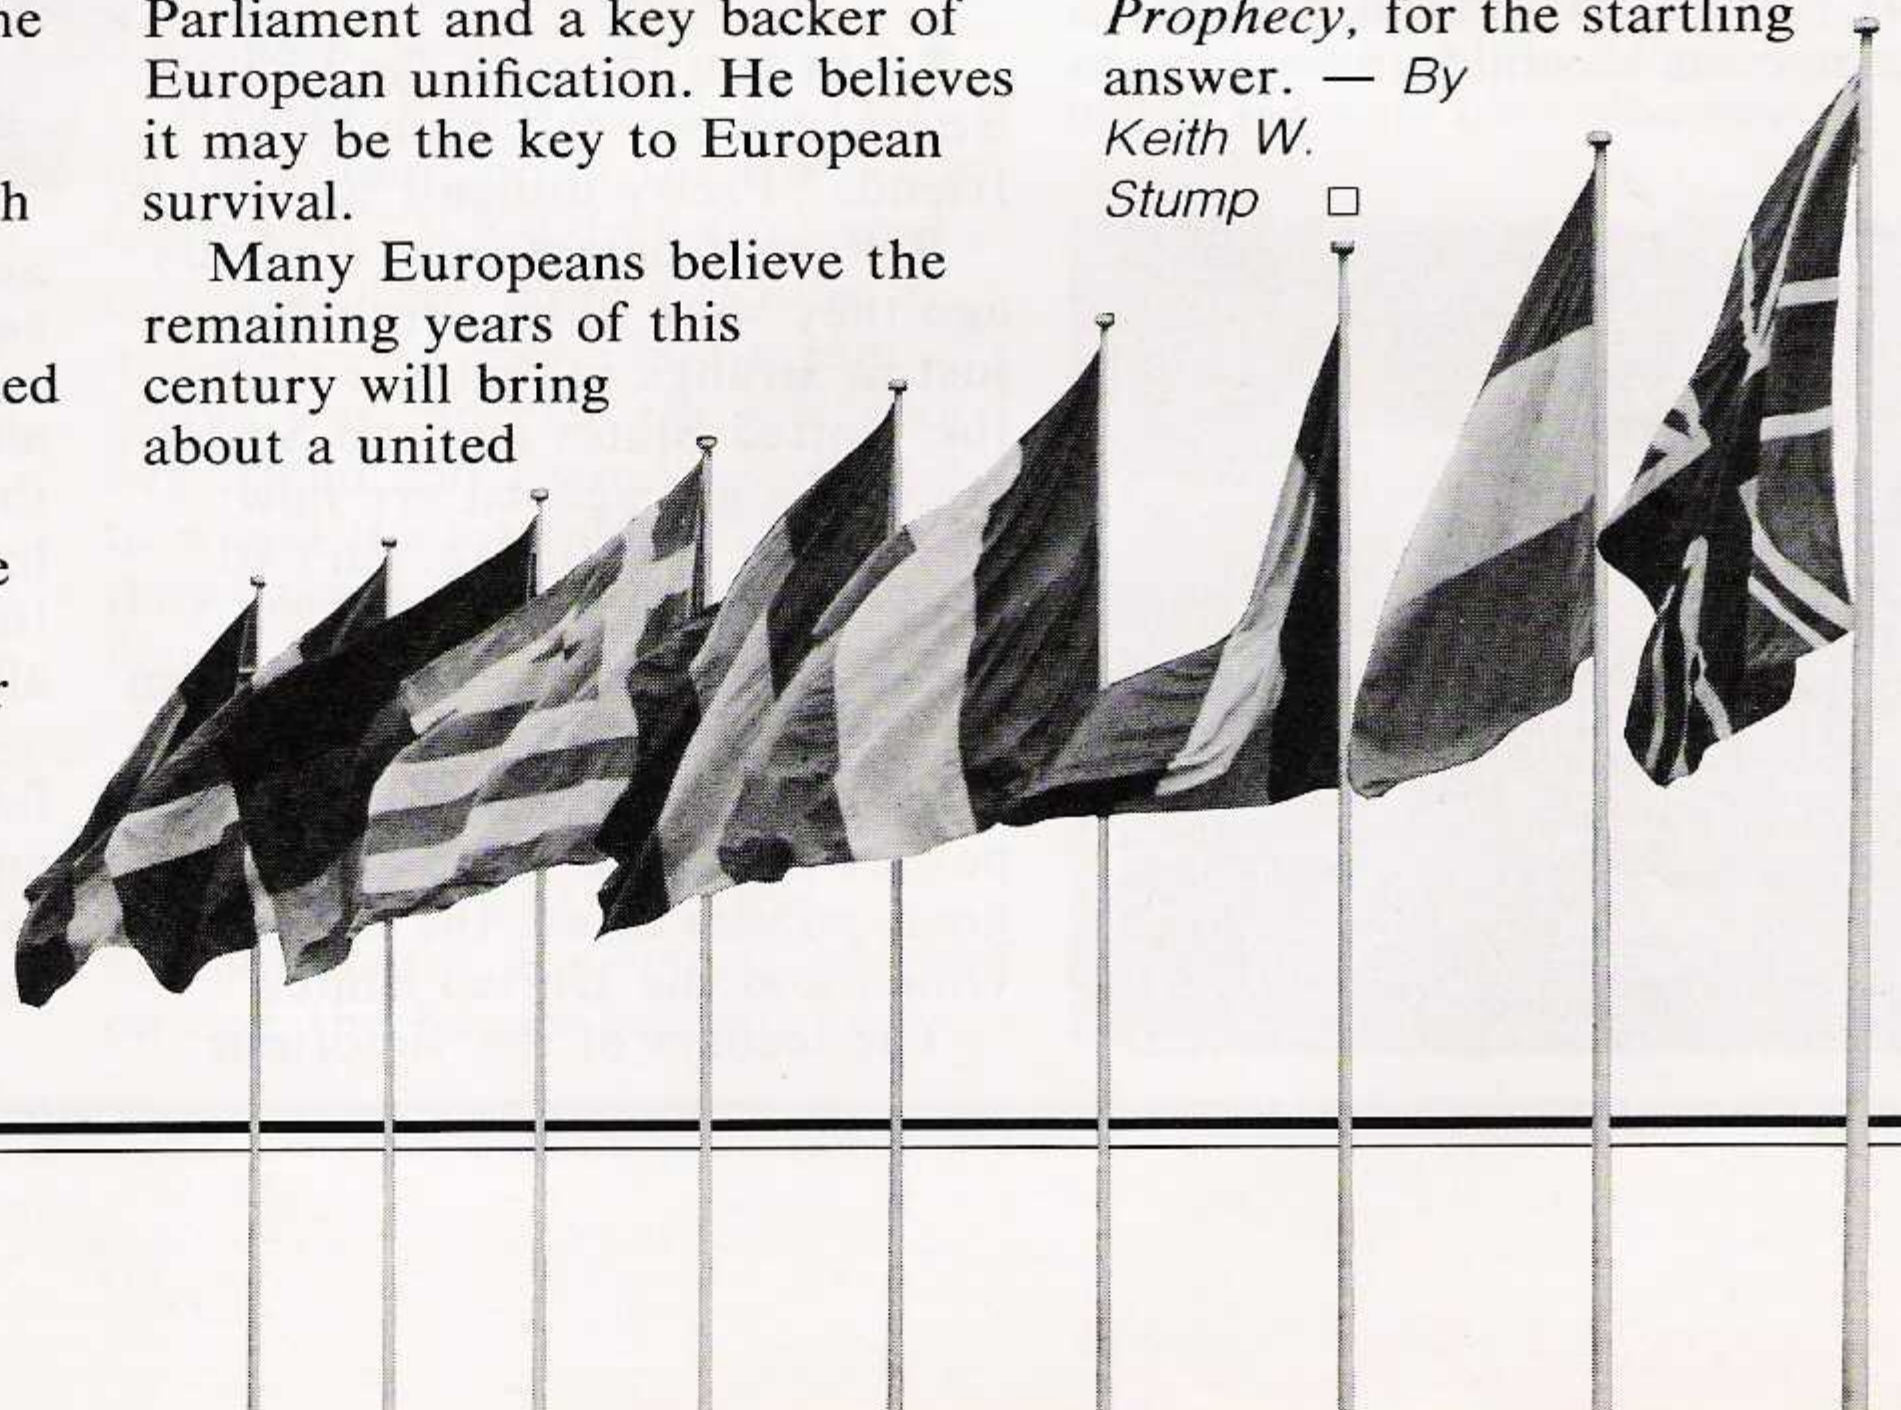 Parliament and a key backer of
European unification. He believes
it may be the key to European
survival.
Many Europeans believe the
remaining years of this
century will bring
about a united
Prophecy, for the startling
answer. — By
Keith W.
Stump □